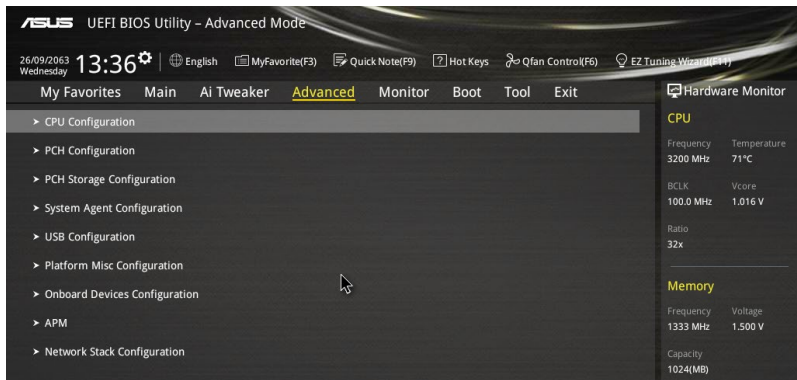 ASUS UEFI BIOS Utility – Advanced Mode
26/09/2063
Wednesday
13:36 English MyFavorite(F3) Quick Note(F9) ? Hot Keys Qfan Control(F6) EZ Tuning Wizard(F11)
My Favorites Main Ai Tweaker Advanced Monitor Boot Tool Exit
Hardware Monitor
> CPU Configuration
> PCH Configuration
> PCH Storage Configuration
> System Agent Configuration
> USB Configuration
> Platform Misc Configuration
> Onboard Devices Configuration
> APM
> Network Stack Configuration
CPU
Frequency Temperature
3200 MHz 71°C
BCLK Vcore
100.0 MHz 1.016 V
Ratio
32x
Memory
Frequency Voltage
1333 MHz 1.500 V
Capacity
1024(MB)